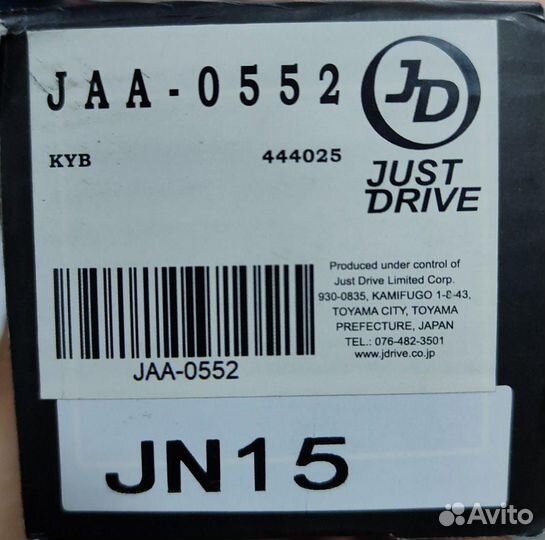 JAA-0552
JD
KYB 444025
JUST
DRIVE
Produced under control of
Just Drive Limited Corp.
930-0835, KAMIFUGO 1-8-43,
TOYAMA CITY, TOYAMA
PREFECTURE, JAPAN
TEL.: 076-482-3501
www.jdrive.co.jp
JAA-0552
JN15
Avito